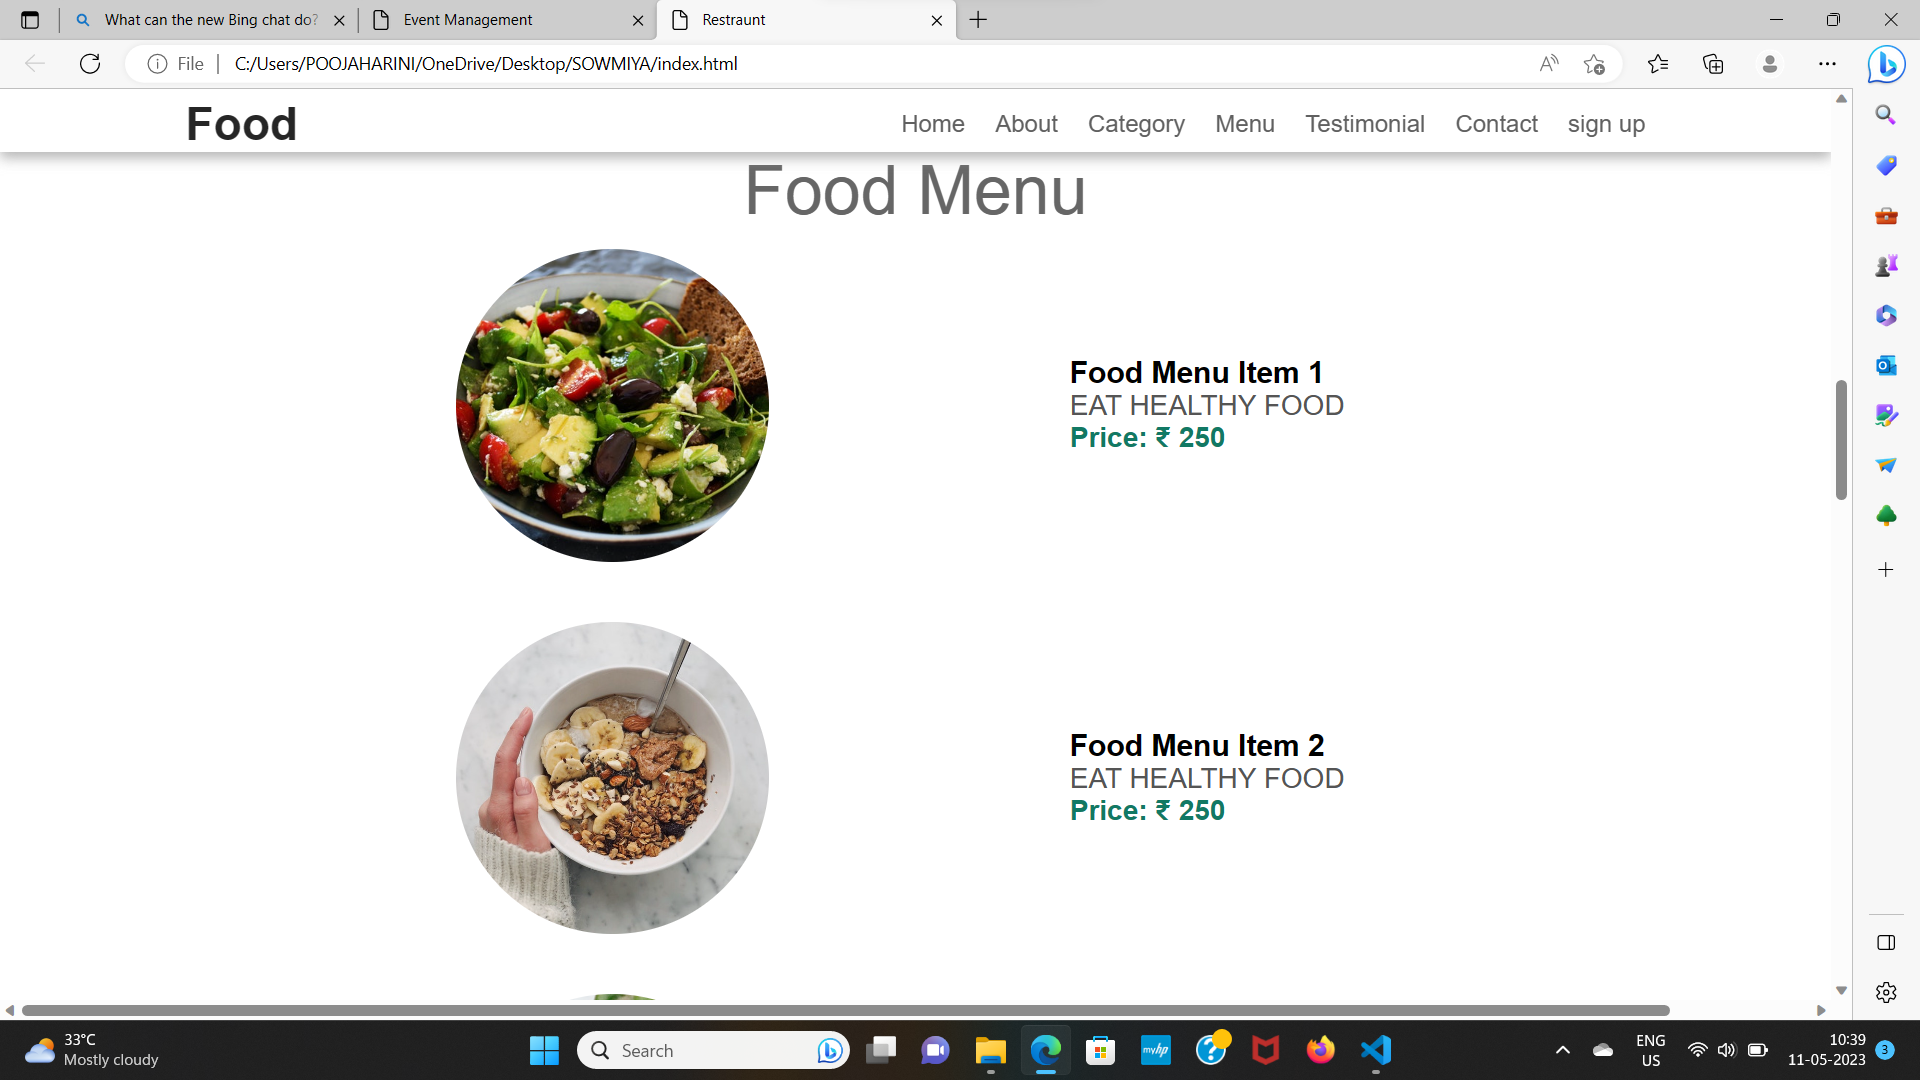 What can the new Bing chat do?
Event Management
Restraunt
File
C:/Users/POOJAHARINI/OneDrive/Desktop/SOWMIYA/index.html
Food
Home
About
Category
Menu
Testimonial
Contact
sign up
Food Menu
Food Menu Item 1
EAT HEALTHY FOOD
Price: ₹ 250
Food Menu Item 2
EAT HEALTHY FOOD
Price: ₹ 250
33°C
Mostly cloudy
Search
myhp
ENG
US
10:39
11-05-2023
3